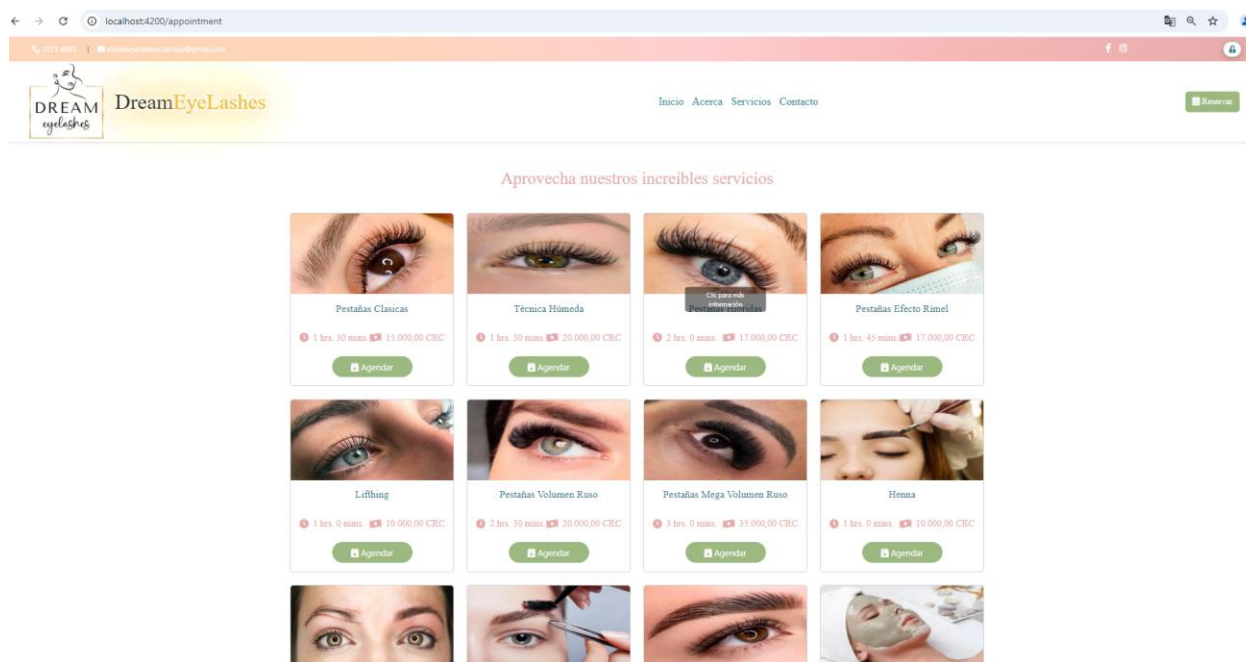 localhost:4200/appointment
DREAM
eyelashes
DreamEyeLashes
Inicio Acerca Servicios Contacto
Reservar
Aprovecha nuestros increíbles servicios
Pestañas Clasicas
Técnica Húmeda
Clic para más
información
Pestañas Híbridas
Pestañas Efecto Rimel
1 hrs. 30 mins 15.000,00 CRC
1 hrs. 30 mins 20.000,00 CRC
2 hrs. 0 mins. 17.000,00 CRC
1 hrs. 45 mins 17.000,00 CRC
Agendar
Agendar
Agendar
Agendar
Lifthing
Pestañas Volumen Ruso
Pestañas Mega Volumen Ruso
Henna
1 hrs. 0 mins. 10.000,00 CRC
2 hrs. 30 mins 20.000,00 CRC
3 hrs. 0 mins. 35.000,00 CRC
1 hrs. 0 mins. 10.000,00 CRC
Agendar
Agendar
Agendar
Agendar